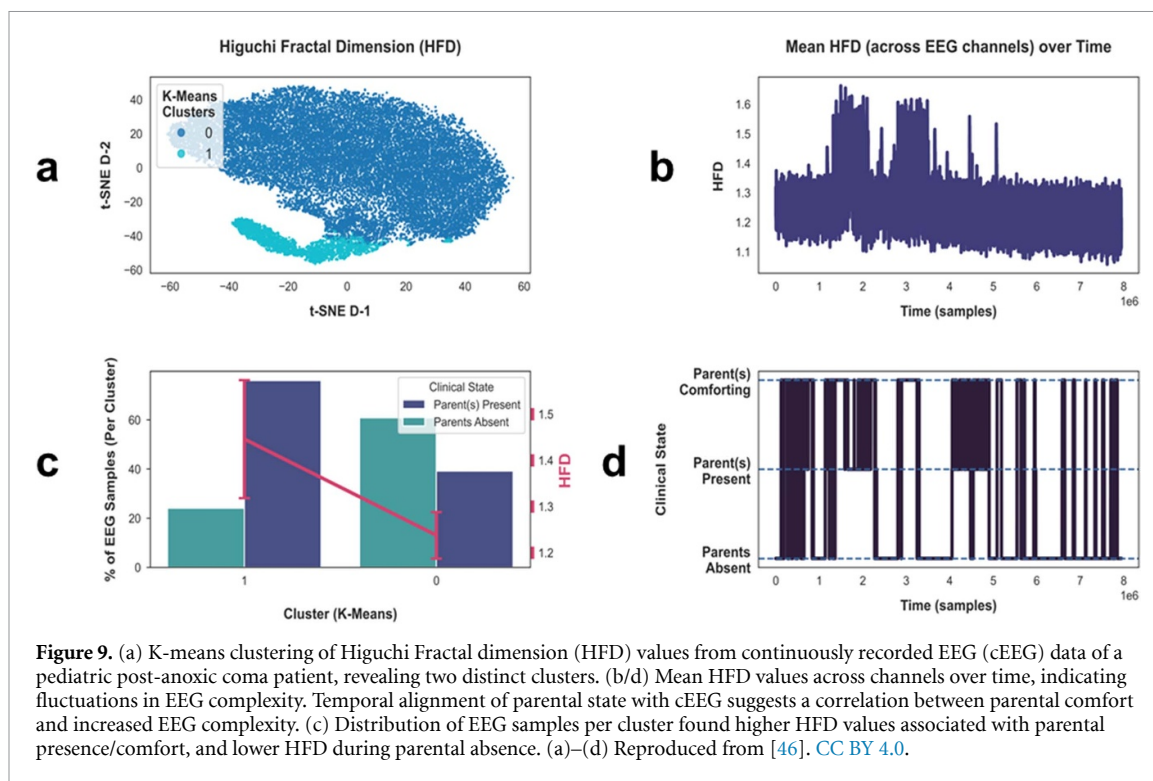 Higuchi Fractal Dimension (HFD)
K-Means
Clusters
0
1
a
t-SNE D-2
40
20
0
−20
−40
−60
−60 −40 −20 0 20 40 60
t-SNE D-1
Mean HFD (across EEG channels) over Time
b
HFD
1.6
1.5
1.4
1.3
1.2
1.1
0 1 2 3 4 5 6 7 8
1e6
Time (samples)
c
% of EEG Samples (Per Cluster)
60
40
20
0
Clinical State
Parent(s) Present
Parents Absent
1.5
1.4
1.3
1.2
HFD
1 0
Cluster (K-Means)
d
Clinical State
Parent(s)
Comforting
Parent(s)
Present
Parents
Absent
0 1 2 3 4 5 6 7 8
1e6
Time (samples)
Figure 9. (a) K-means clustering of Higuchi Fractal dimension (HFD) values from continuously recorded EEG (cEEG) data of a
pediatric post-anoxic coma patient, revealing two distinct clusters. (b/d) Mean HFD values across channels over time, indicating
fluctuations in EEG complexity. Temporal alignment of parental state with cEEG suggests a correlation between parental comfort
and increased EEG complexity. (c) Distribution of EEG samples per cluster found higher HFD values associated with parental
presence/comfort, and lower HFD during parental absence. (a)–(d) Reproduced from [46]. CC BY 4.0.